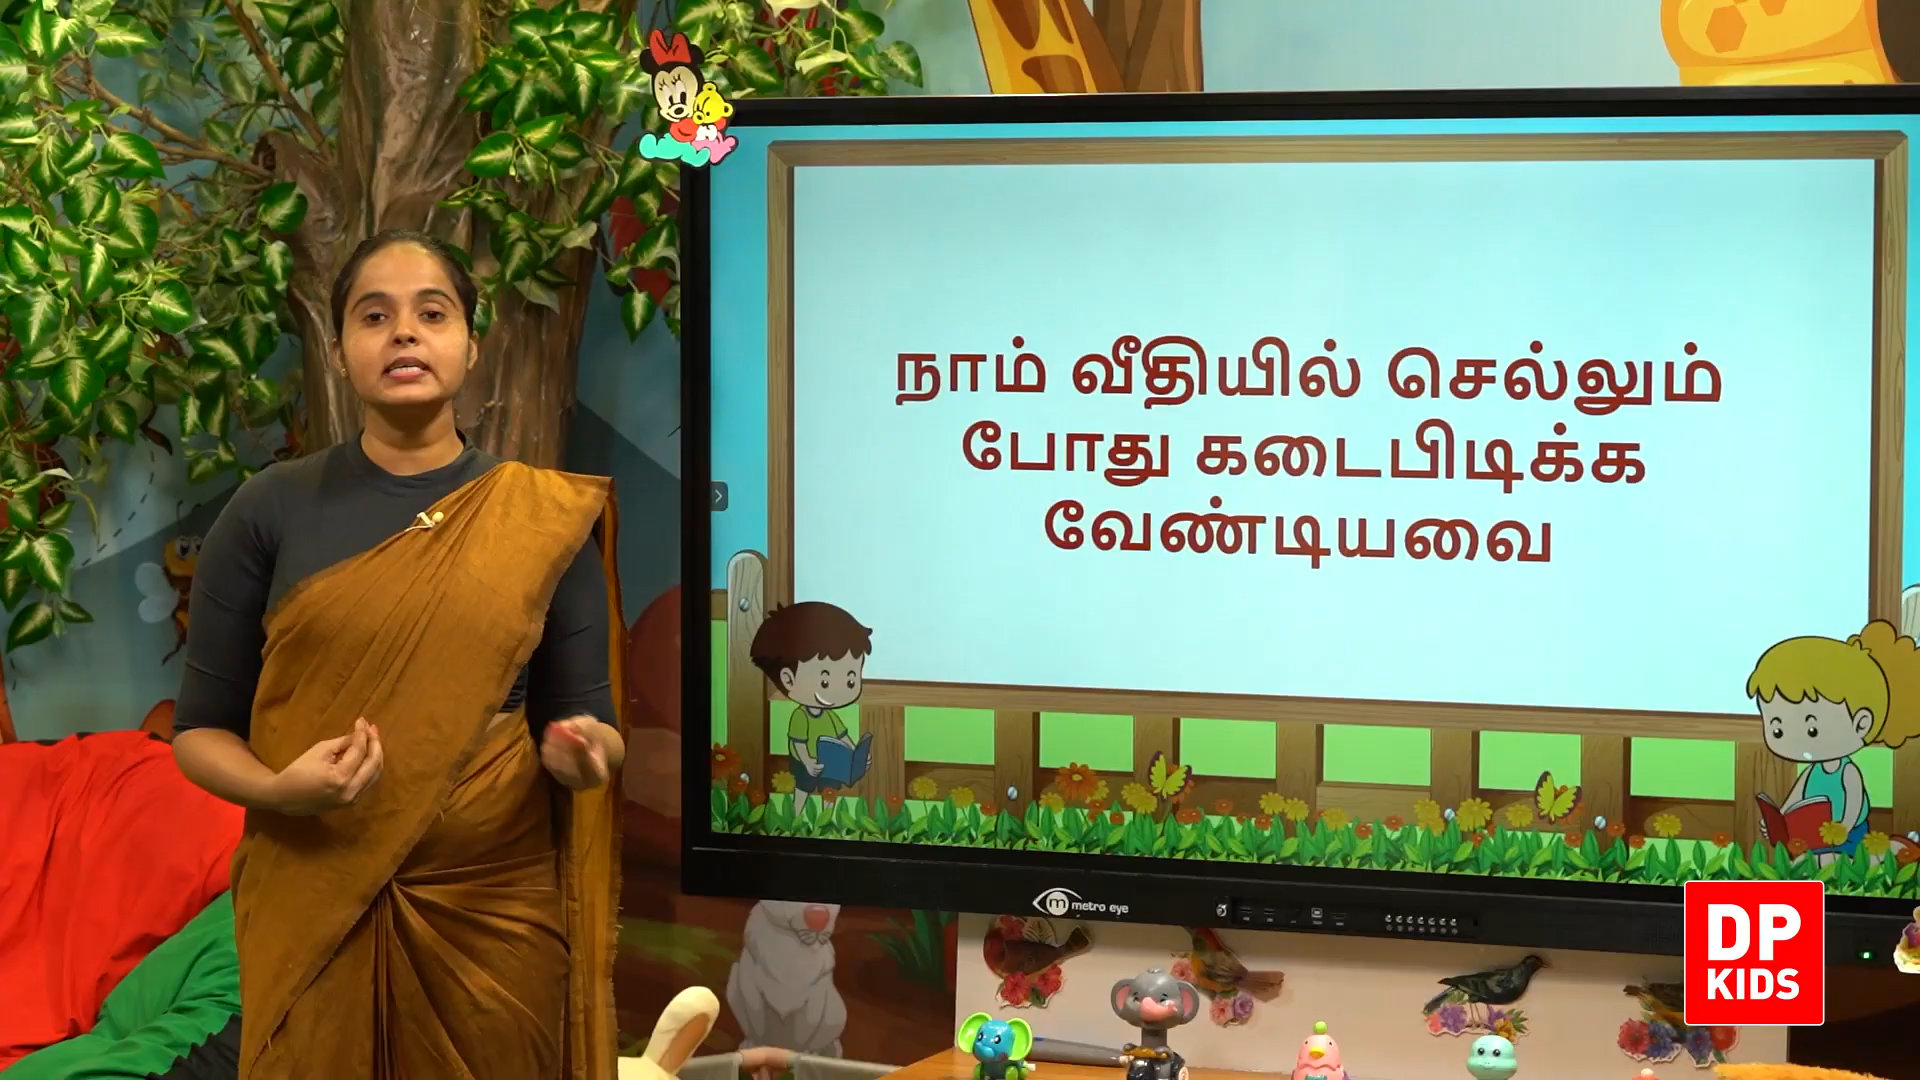 நாம் வீதியில் செல்லும்
போது கடைபிடிக்க
வேண்டியவை
metro eye
DP
KIDS